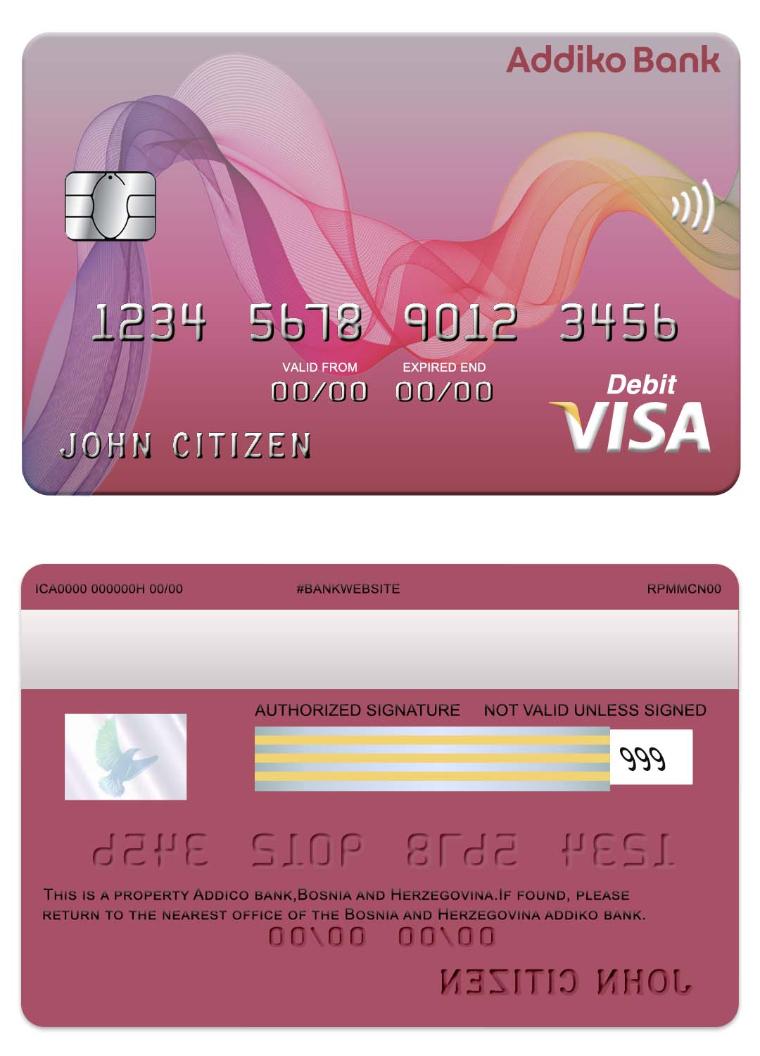 Addiko Bank
1234 5678 9012 3456
VALID FROM EXPIRED END
00/00 00/00
Debit
VISA
JOHN CITIZEN
ICA0000 000000H 00/00 #BANKWEBSITE RPMMCN00
AUTHORIZED SIGNATURE NOT VALID UNLESS SIGNED
999
1234 5678 9012 3456
THIS IS A PROPERTY ADDICO BANK,BOSNIA AND HERZEGOVINA.IF FOUND, PLEASE
RETURN TO THE NEAREST OFFICE OF THE BOSNIA AND HERZEGOVINA ADDIKO BANK.
00/00 00/00
JOHN CITIZEN